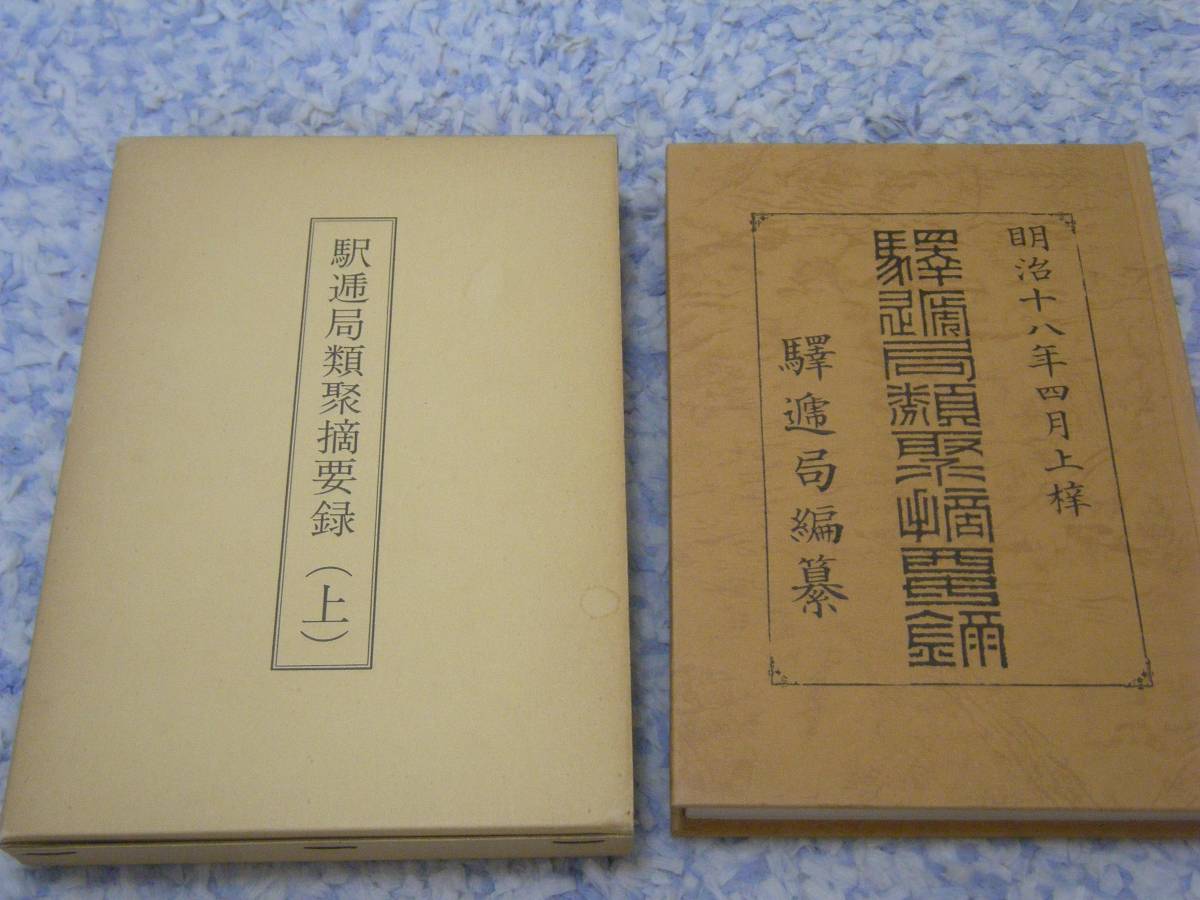 駅逓局類聚摘要録(上)
明治十八年四月上梓
驛遞局類聚摘要錄
驛遞局編纂